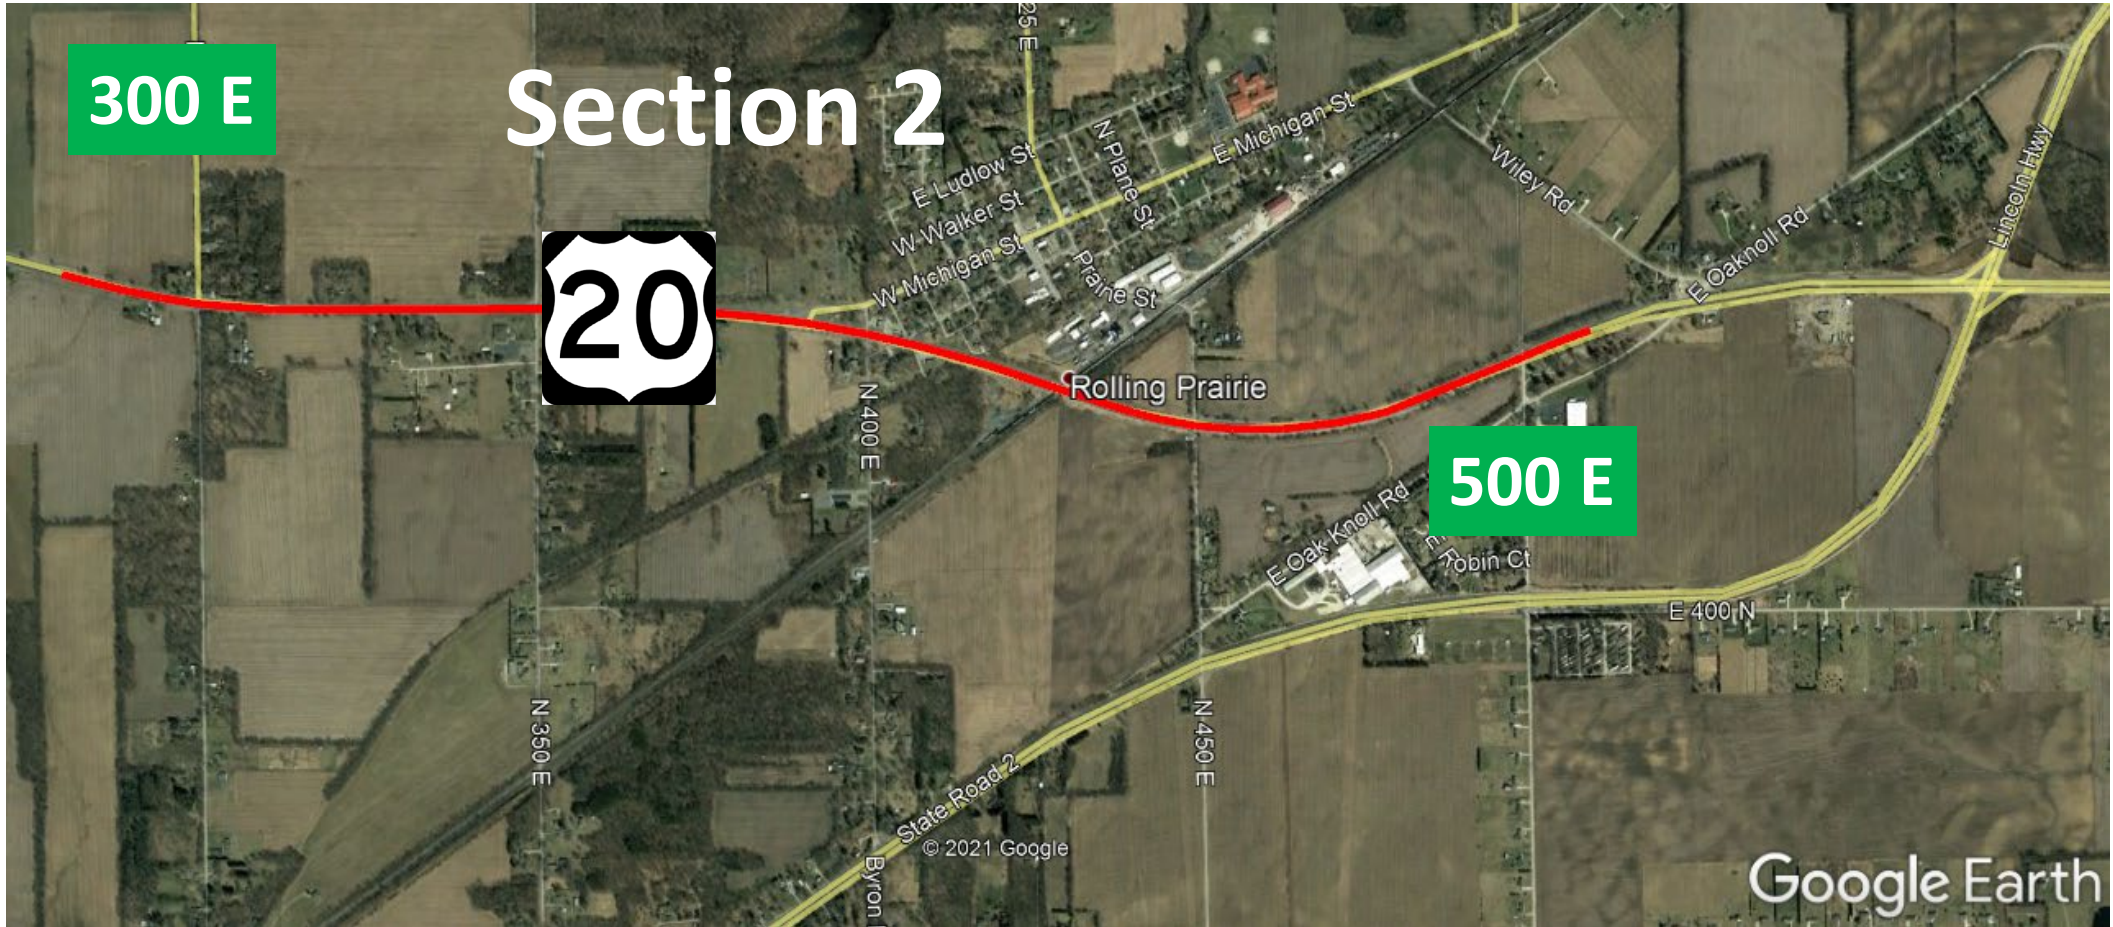 300 E
Section 2
25 E
E Ludlow St
N Plane St
E Michigan St
W Walker St
W Michigan St
Prairie St
Wiley Rd
Lincoln Hwy
E Oaknoll Rd
20
Rolling Prairie
N 400 E
500 E
E Oak Knoll Rd
E Robin Ct
E 400 N
N 350 E
N 450 E
State Road 2
© 2021 Google
Byron
Google Earth